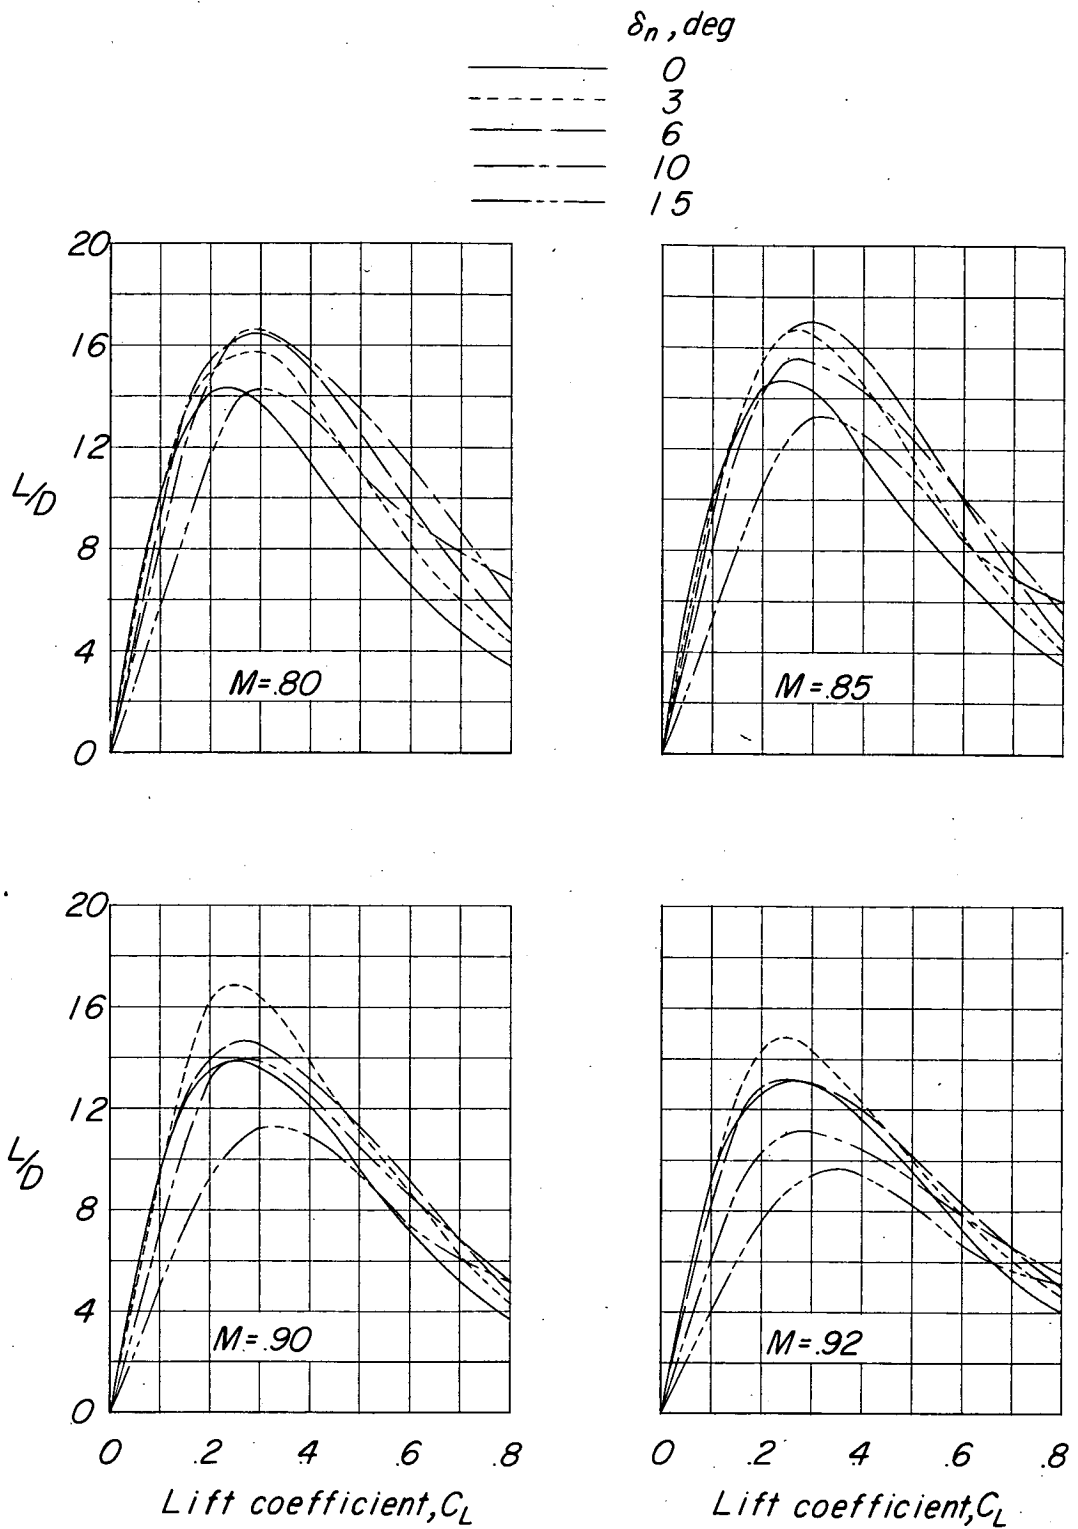 δn, deg
0
3
6
10
15
20
16
12
L/D
8
4
0
M=.80
M=.85
20
16
12
L/D
8
4
0
M=.90
M=.92
0 .2 .4 .6 .8
0 .2 .4 .6 .8
Lift coefficient, CL
Lift coefficient, CL